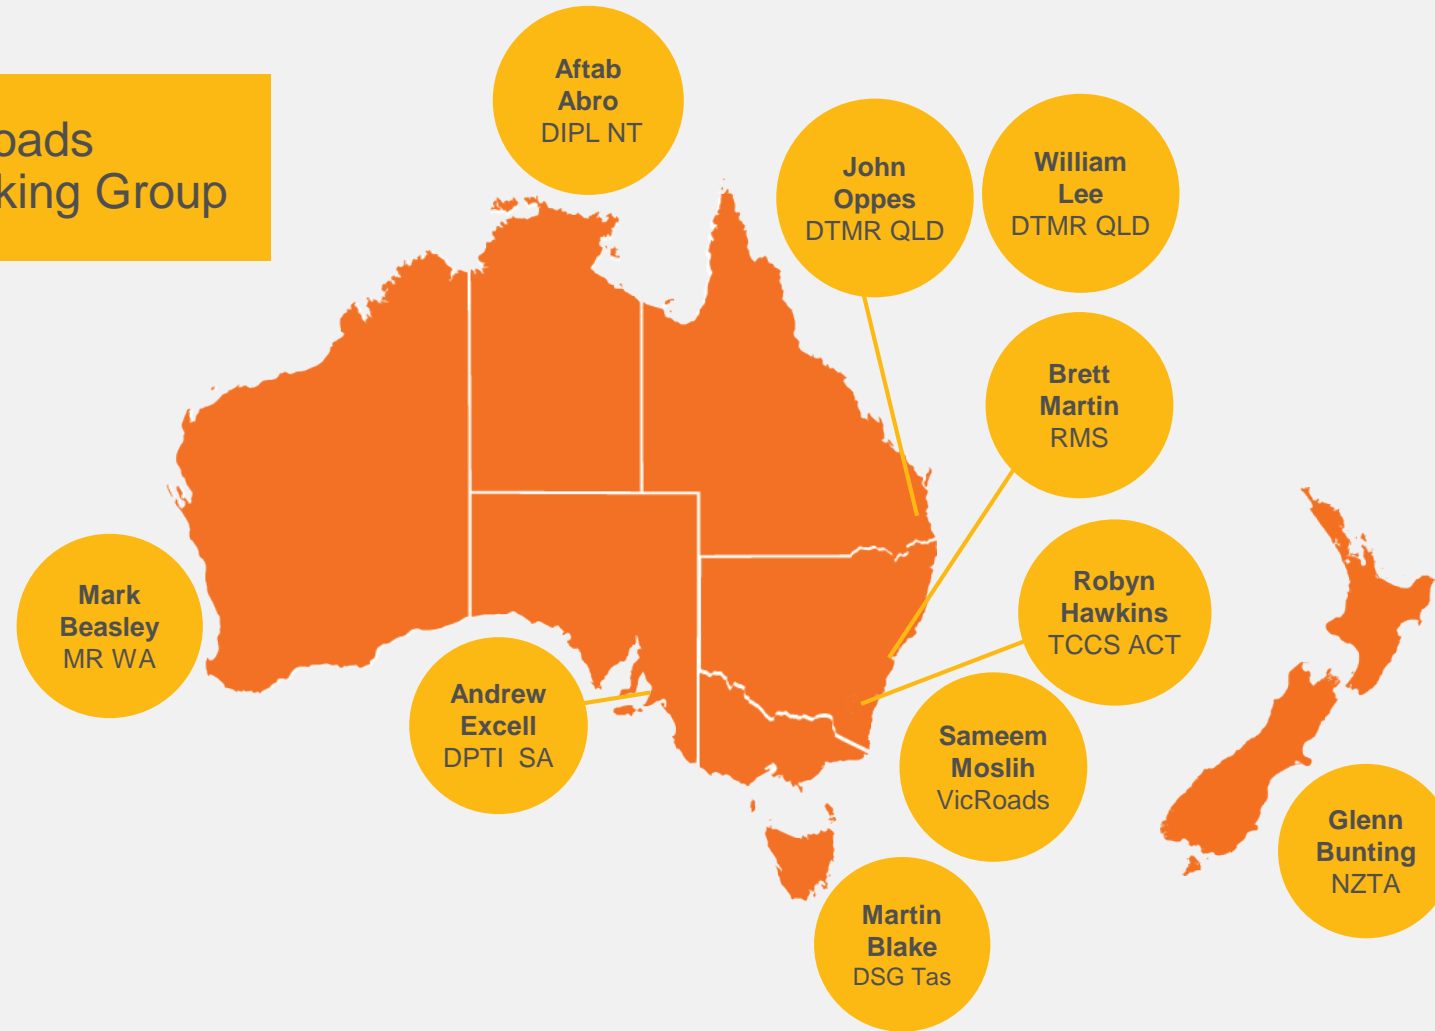 oads
king Group
Aftab
Abro
DIPL NT
John
Oppes
DTMR QLD
William
Lee
DTMR QLD
Brett
Martin
RMS
Robyn
Hawkins
TCCS ACT
Mark
Beasley
MR WA
Andrew
Excell
DPTI  SA
Sameem
Moslih
VicRoads
Glenn
Bunting
NZTA
Martin
Blake
DSG Tas